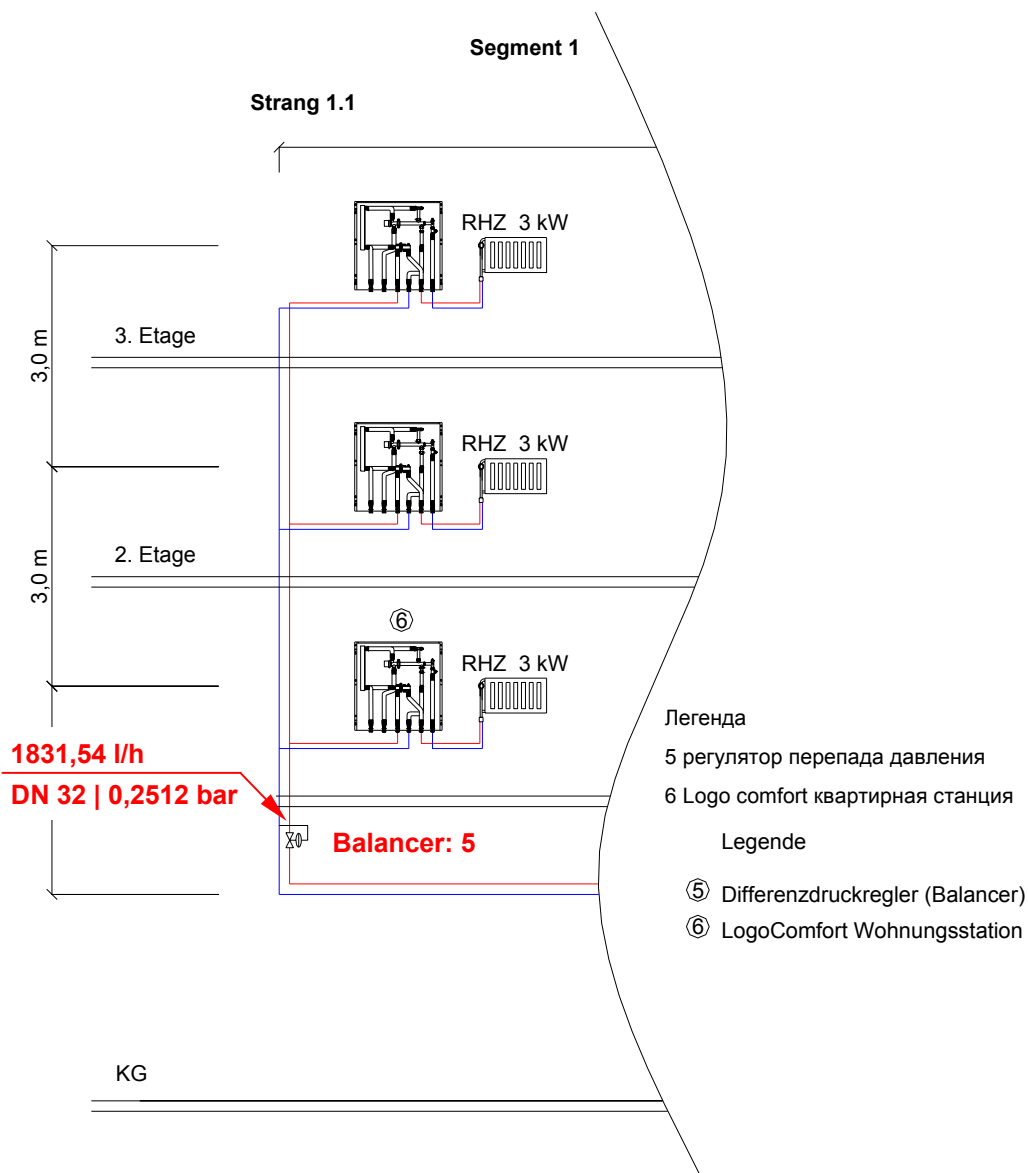 Segment 1
Strang 1.1
RHZ 3 kW
3,0 m
3. Etage
RHZ 3 kW
3,0 m
2. Etage
6
RHZ 3 kW
Легенда
1831,54 l/h
5 регулятор перепада давления
DN 32 | 0,2512 bar
6 Logo comfort квартирная станция
Balancer: 5
Legende
5 Differenzdruckregler (Balancer)
6 LogoComfort Wohnungsstation
KG